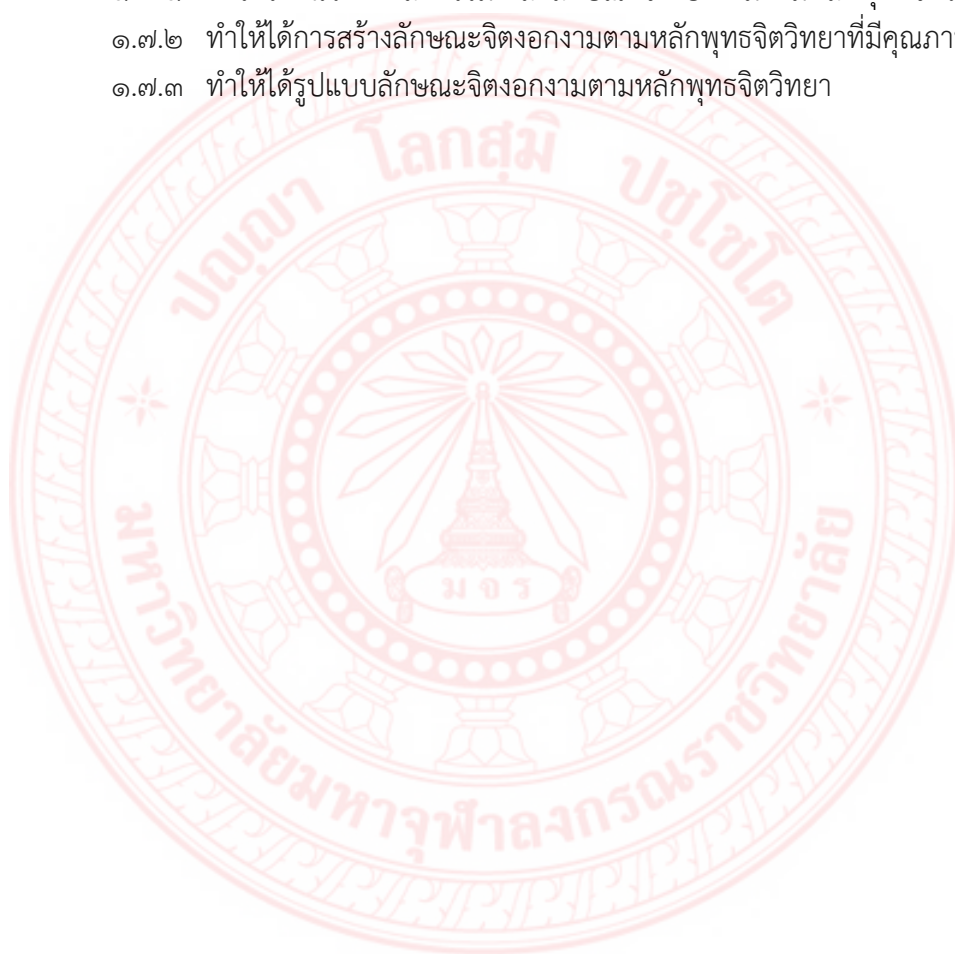 ๑.๗.๒ ทำให้ได้การสร้างลักษณะจิตงอกงามตามหลักพุทธจิตวิทยาที่มีคุณภา
๑.๗.๓ ทำให้ได้รูปแบบลักษณะจิตงอกงามตามหลักพุทธจิตวิทยา
ปญฺญา โลกสฺมิ ปชฺโชโต
มจร
มหาวิทยาลัยมหาจุฬาลงกรณราชวิทยาลัย